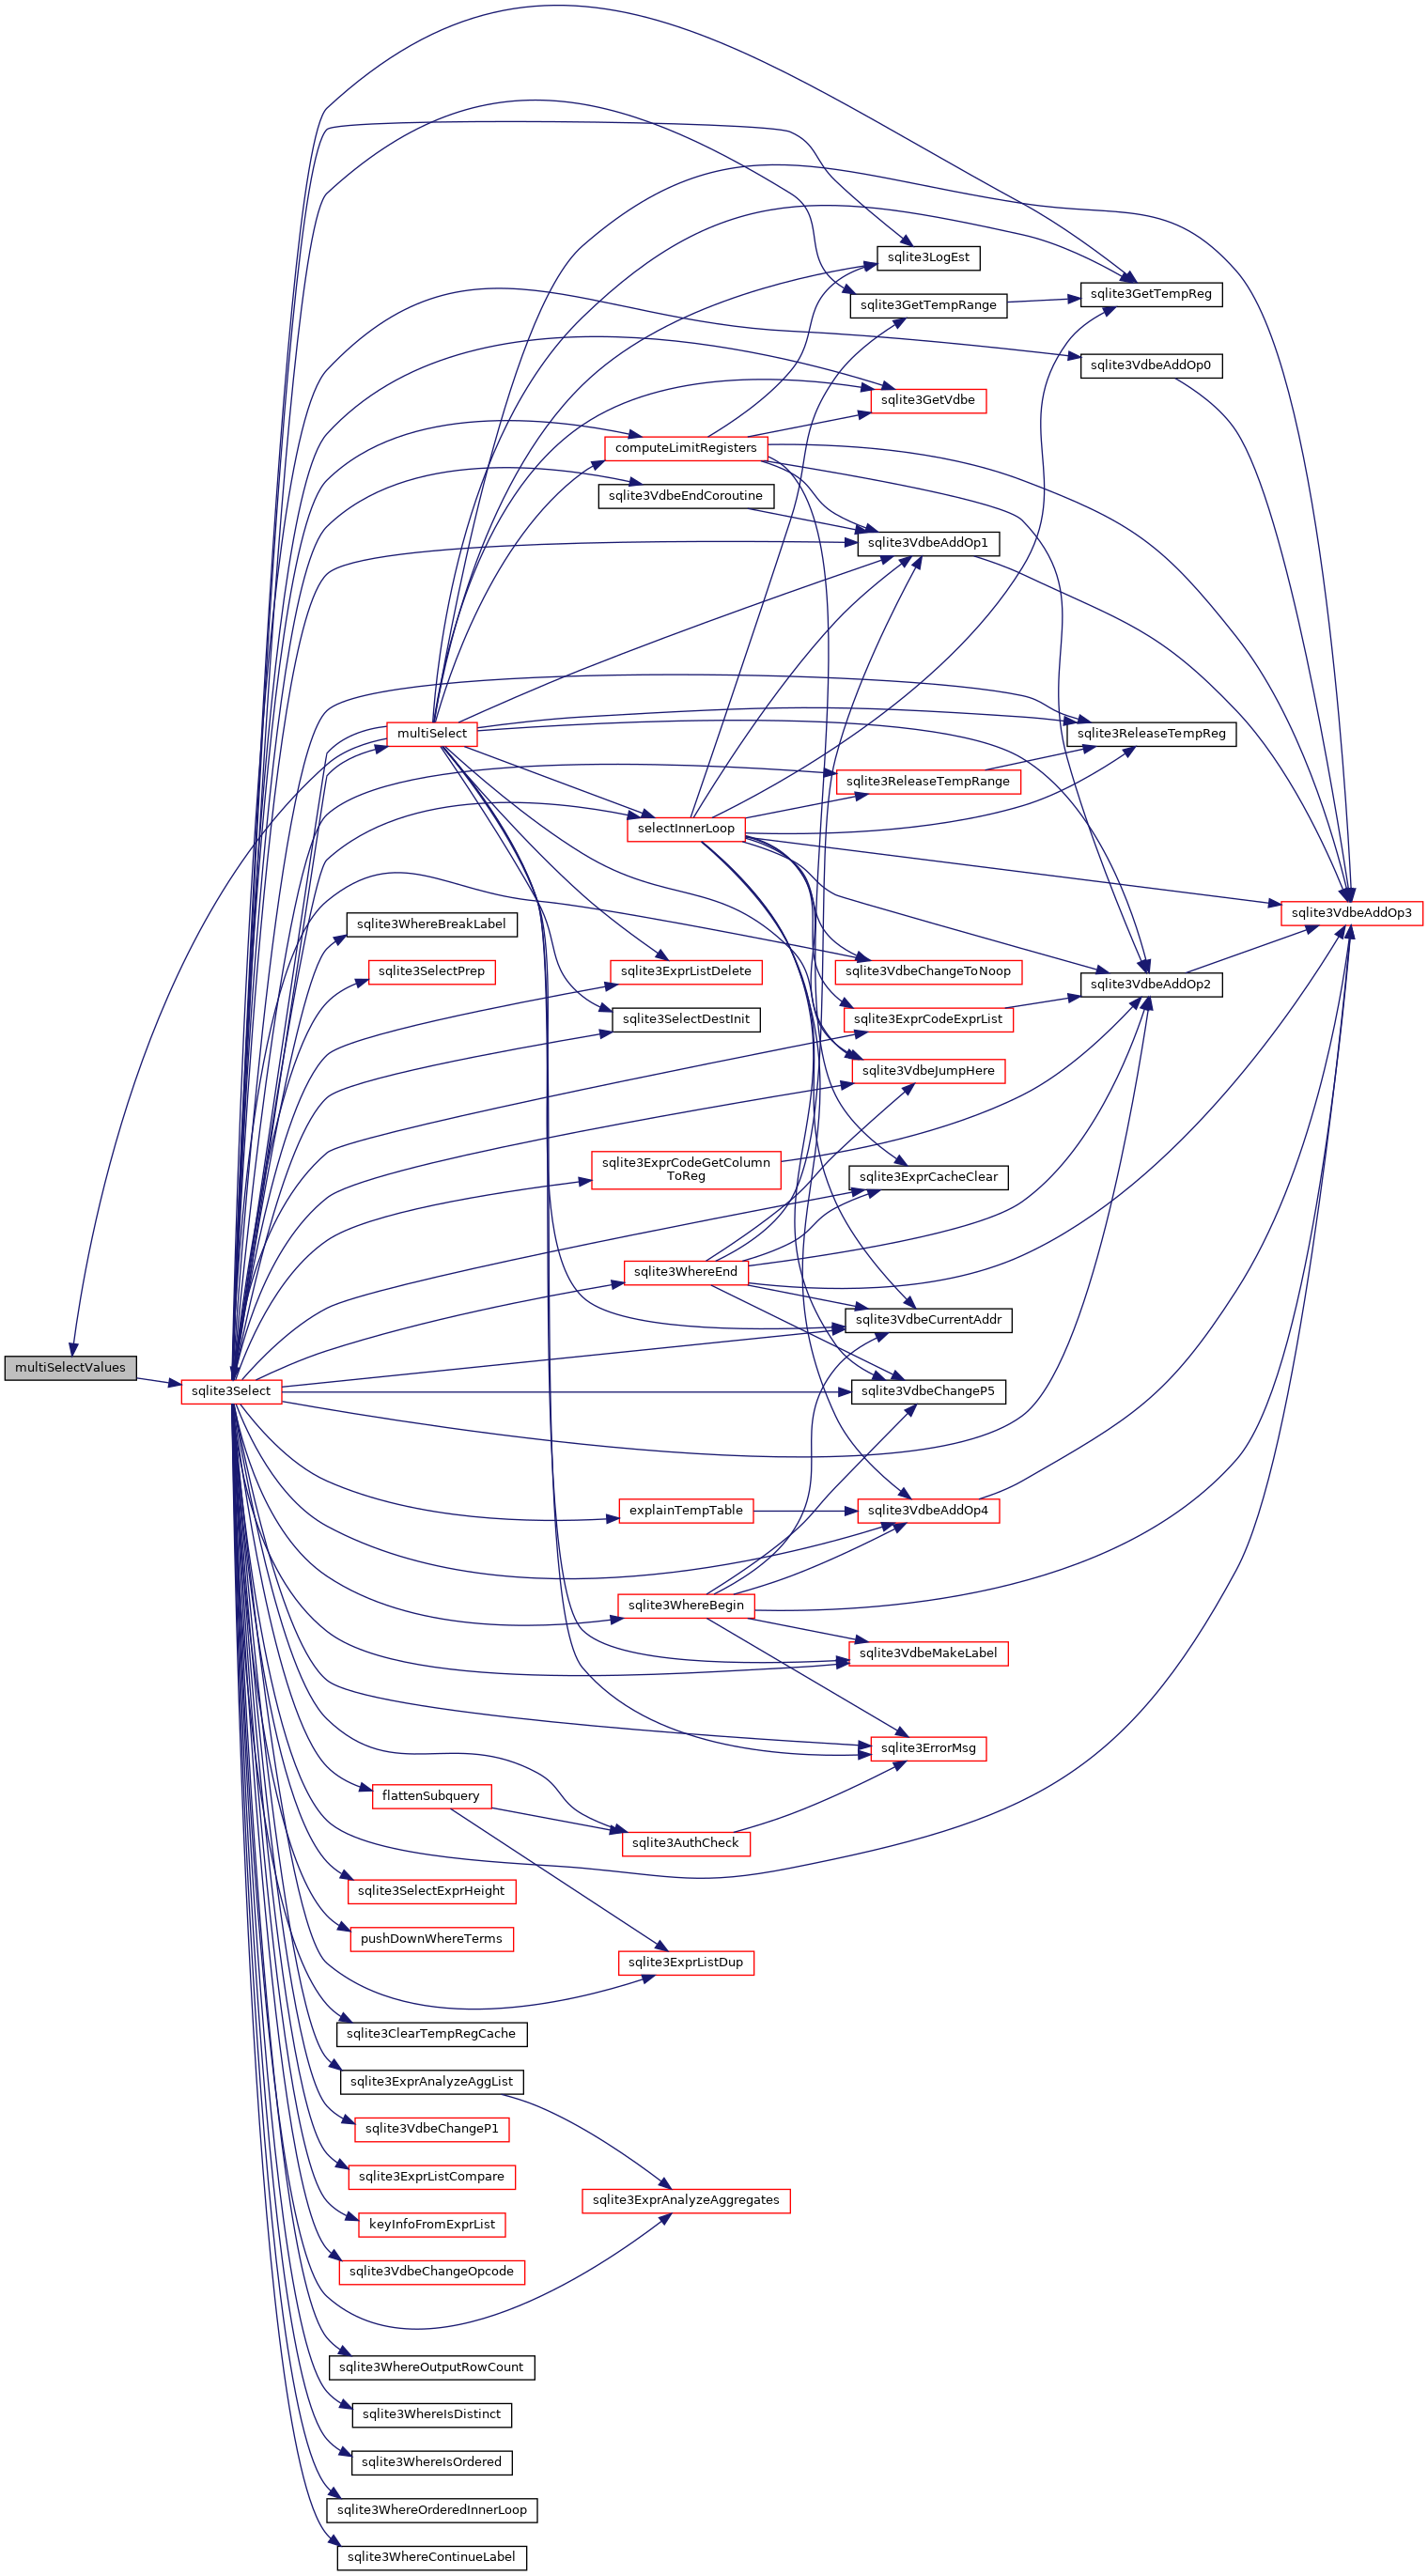 sqlite3LogEst
sqlite3GetTempReg
sqlite3GetTempRange
sqlite3VdbeAddOp0
sqlite3GetVdbe
computeLimitRegisters
sqlite3VdbeEndCoroutine
sqlite3VdbeAddOp1
multiSelect
sqlite3ReleaseTempReg
sqlite3ReleaseTempRange
selectInnerLoop
sqlite3VdbeAddOp3
sqlite3WhereBreakLabel
sqlite3SelectPrep
sqlite3ExprListDelete
sqlite3VdbeChangeToNoop
sqlite3VdbeAddOp2
sqlite3SelectDestInit
sqlite3ExprCodeExprList
sqlite3VdbeJumpHere
sqlite3ExprCodeGetColumn
ToReg
sqlite3ExprCacheClear
sqlite3WhereEnd
sqlite3VdbeCurrentAddr
multiSelectValues
sqlite3Select
sqlite3VdbeChangeP5
explainTempTable
sqlite3VdbeAddOp4
sqlite3WhereBegin
sqlite3VdbeMakeLabel
sqlite3ErrorMsg
flattenSubquery
sqlite3AuthCheck
sqlite3SelectExprHeight
pushDownWhereTerms
sqlite3ExprListDup
sqlite3ClearTempRegCache
sqlite3ExprAnalyzeAggList
sqlite3VdbeChangeP1
sqlite3ExprListCompare
sqlite3ExprAnalyzeAggregates
keyInfoFromExprList
sqlite3VdbeChangeOpcode
sqlite3WhereOutputRowCount
sqlite3WhereIsDistinct
sqlite3WhereIsOrdered
sqlite3WhereOrderedInnerLoop
sqlite3WhereContinueLabel